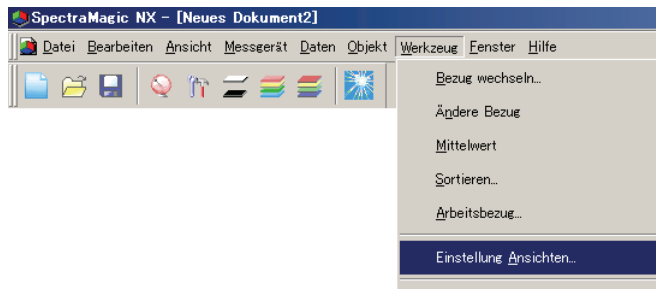 SpectraMagic NX - [Neues Dokument2]
Datei Bearbeiten Ansicht Messgerät Daten Objekt Werkzeug Fenster Hilfe
Bezug wechseln...
Ändere Bezug
Mittelwert
Sortieren...
Arbeitsbezug...
Einstellung Ansichten...